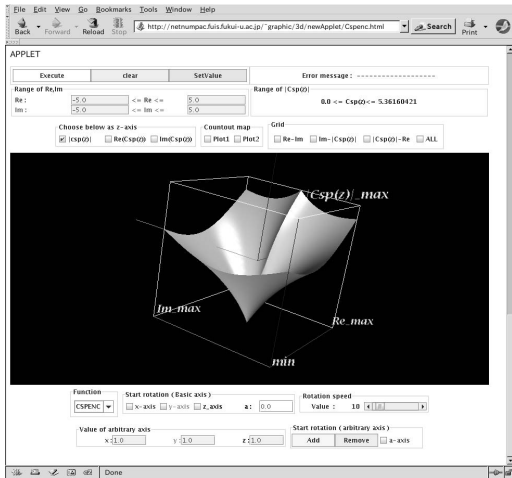 File Edit View Go Bookmarks Tools Window Help
Back Forward Reload Stop http://netnumpac.fuis.fukui-u.ac.jp/~graphic/3d/newApplet/Cspenc.html Search Print
APPLET
Execute clear SetValue Error message : -------------------
Range of Re,Im Range of |Csp(z)|
Re : -5.0 <= Re <= 5.0
Im : -5.0 <= Im <= 5.0
0.0 <= Csp(z)<= 5.36160421
Choose below as z-axis Countout map Grid
|csp(z)| Re(Csp(z)) Im(Csp(z)) Plot1 Plot2 Re-Im Im-|Csp(z)| |Csp(z)|-Re ALL
|Csp(z)|_max
Im_max
Re_max
min
Function Start rotation (Basic axis) Rotation speed
CSPENC x-axis y-axis z_axis a : 0.0 Value : 10
Value of arbitrary axis Start rotation (arbitrary axis)
x :1.0 y :1.0 z :1.0 Add Remove a-axis
Done